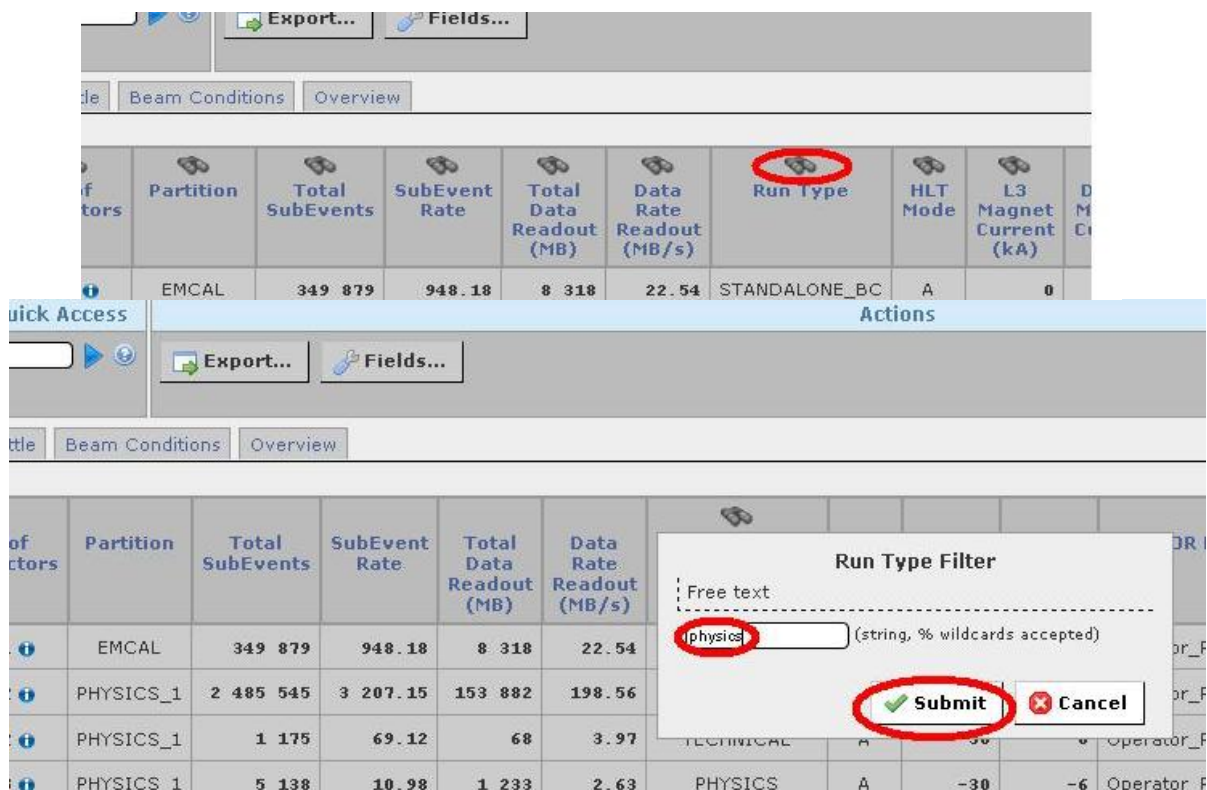 Export... Fields...
Beam Conditions Overview
Partition Total SubEvents SubEvent Rate Total Data Readout (MB) Data Rate Readout (MB/s) Run Type HLT Mode L3 Magnet Current (kA)
EMCAL 349 879 948.18 8 318 22.54 STANDALONE_BC A 0
Access Actions
Export... Fields...
Beam Conditions Overview
of Partition Total SubEvents SubEvent Rate Total Data Readout (MB) Data Rate Readout (MB/s)
Run Type Filter
Free text
physics (string, % wildcards accepted)
Submit Cancel
EMCAL 349 879 948.18 8 318 22.54
PHYSICS_1 2 485 545 3 207.15 153 882 198.56
PHYSICS_1 1 175 69.12 68 3.97 TECHNICAL A
PHYSICS_1 5 138 10.98 1 233 2.63 PHYSICS A -30 -6 Operator